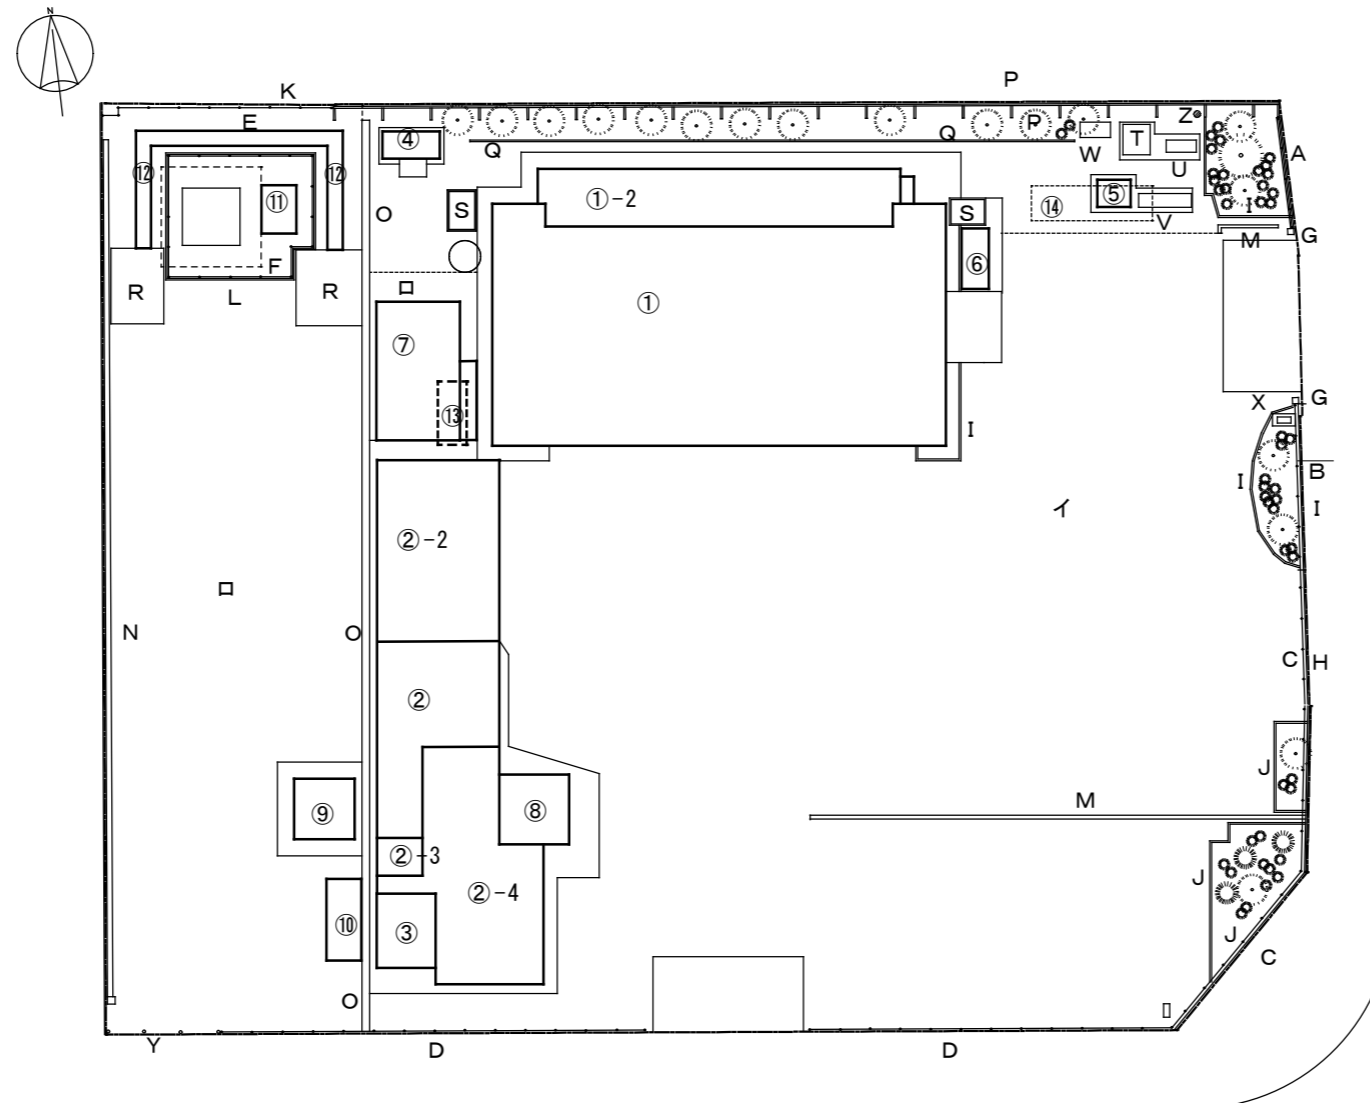 N
K
P
E
④
Q
Q
P
W
T
Z
U
A
⑫
⑪
⑫
O
S
①-2
S
⑭
⑤
V
I
M
G
F
R
L
R
ロ
⑥
①
⑦
⑬
I
X
G
I
B
I
イ
②-2
ロ
N
O
②
C
H
J
M
⑨
⑧
②-3
②-4
J
⑩
③
J
C
O
Y
D
D